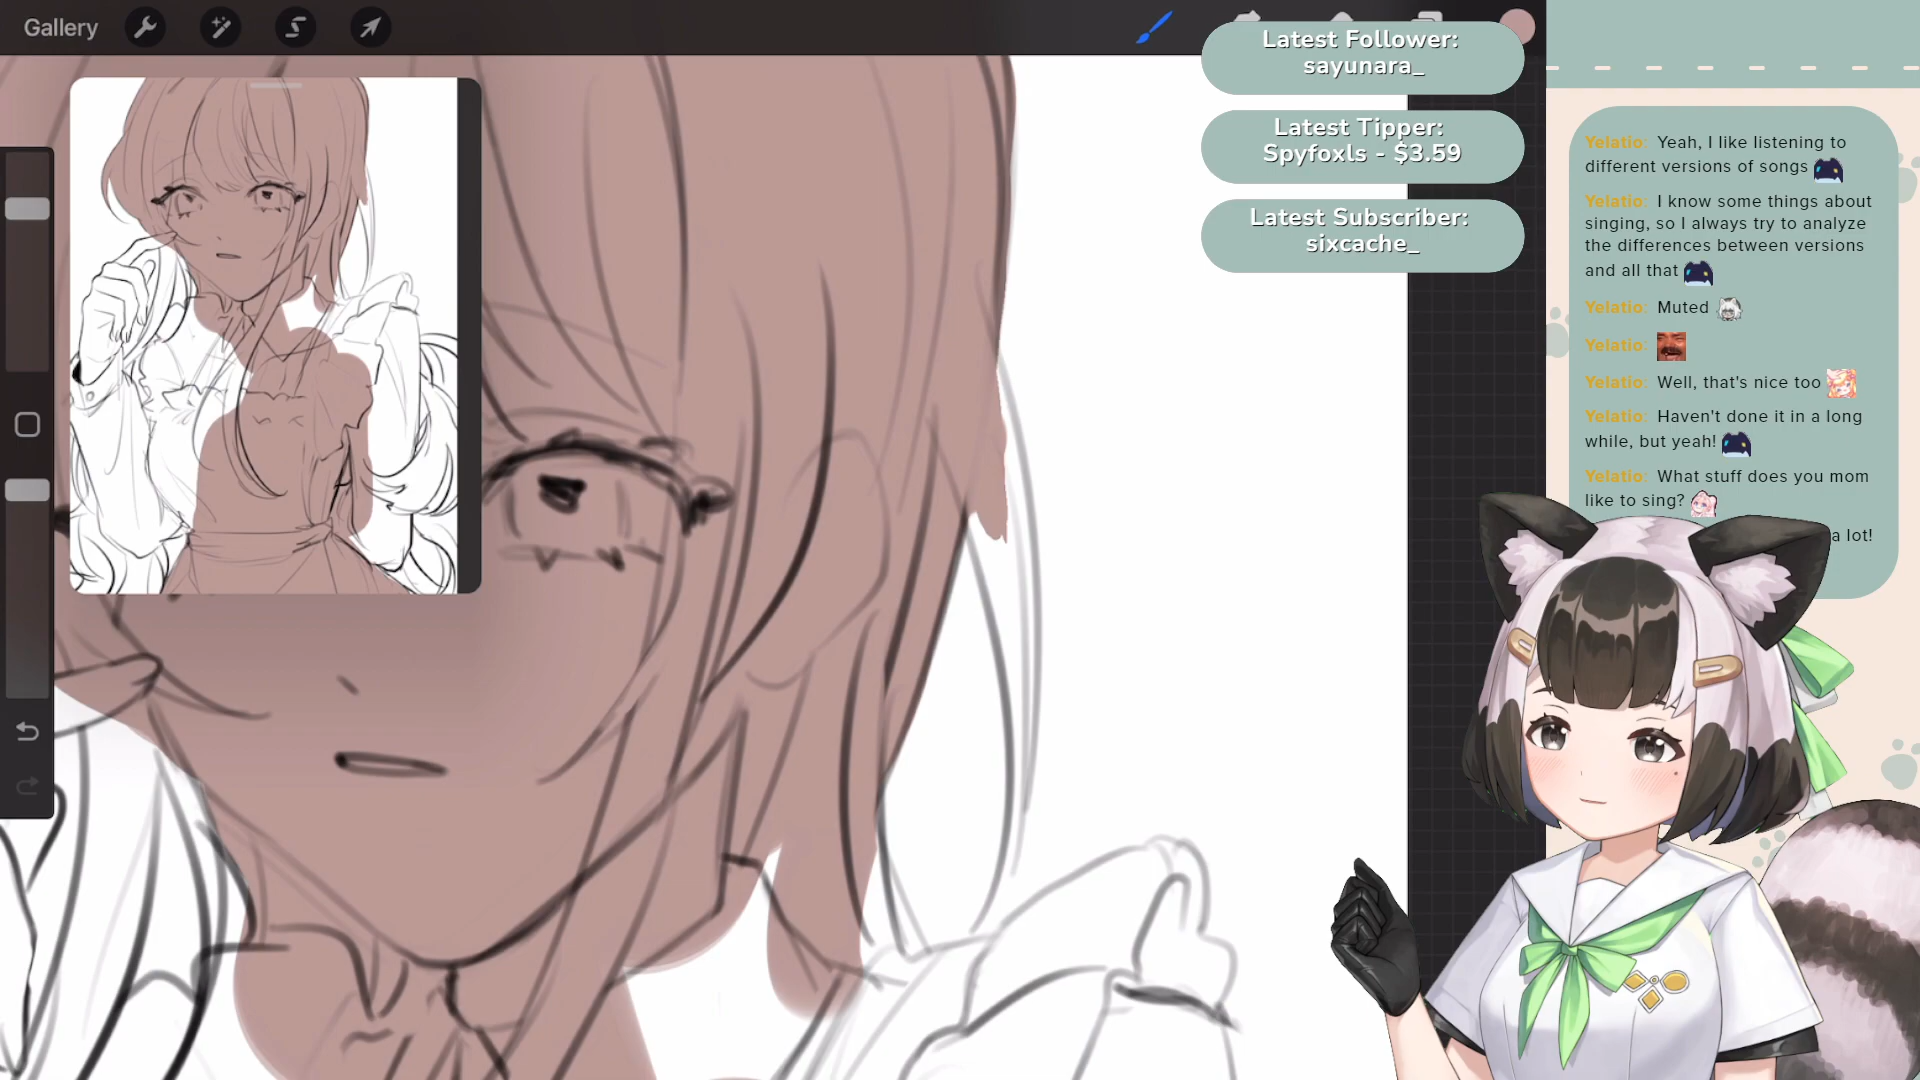 Gallery
Latest Follower:
sayunara_
Latest Tipper:
Spyfoxls - $3.59
Latest Subscriber:
sixcache_
Yelatio: Yeah, I like listening to
different versions of songs
Yelatio: I know some things about
singing, so I always try to analyze
the differences between versions
and all that
Yelatio: Muted
Yelatio:
Yelatio: Well, that's nice too
Yelatio: Haven't done it in a long
while, but yeah!
Yelatio: What stuff does you mom
like to sing?
a lot!